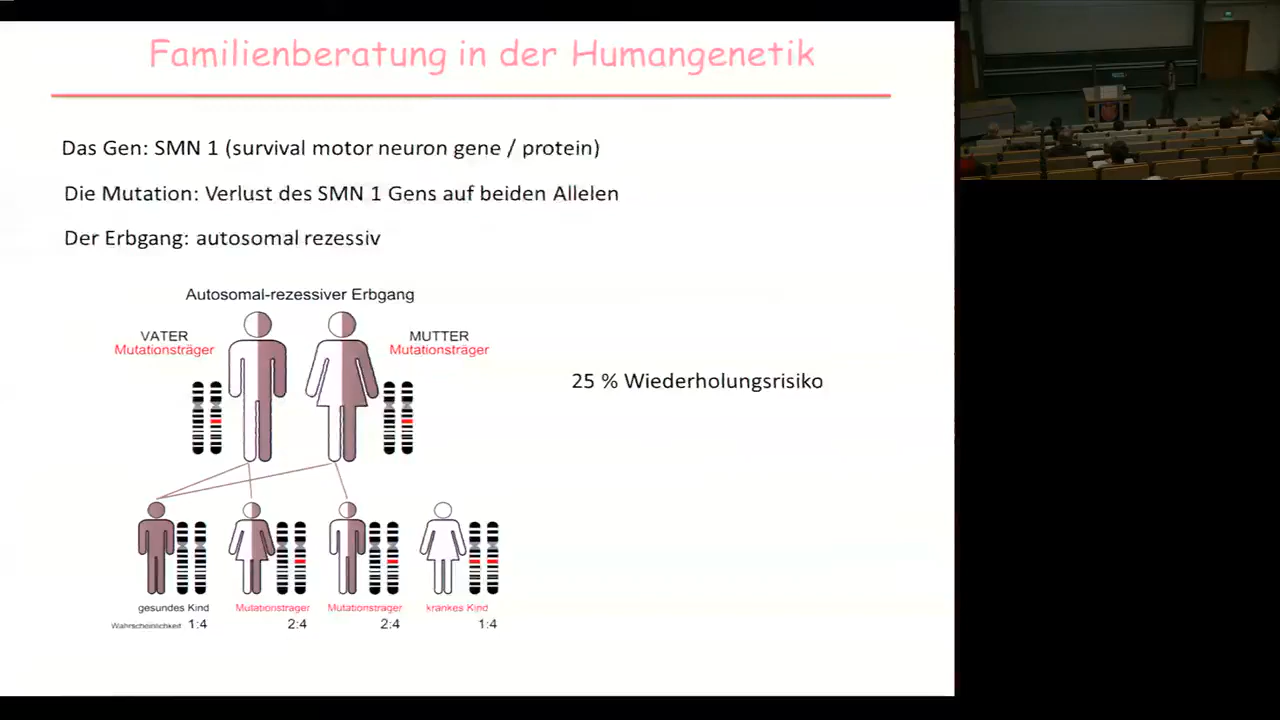 Familienberatung in der Humangenetik
Das Gen: SMN 1 (survival motor neuron gene / protein)
Die Mutation: Verlust des SMN 1 Gens auf beiden Allelen
Der Erbgang: autosomal rezessiv
Autosomal-rezessiver Erbgang
VATER
Mutationsträger
MUTTER
Mutationsträger
25 % Wiederholungsrisiko
gesundes Kind
Mutationsträger
Mutationsträger
krankes Kind
Wahrscheinlichkeit 1:4
2:4
2:4
1:4